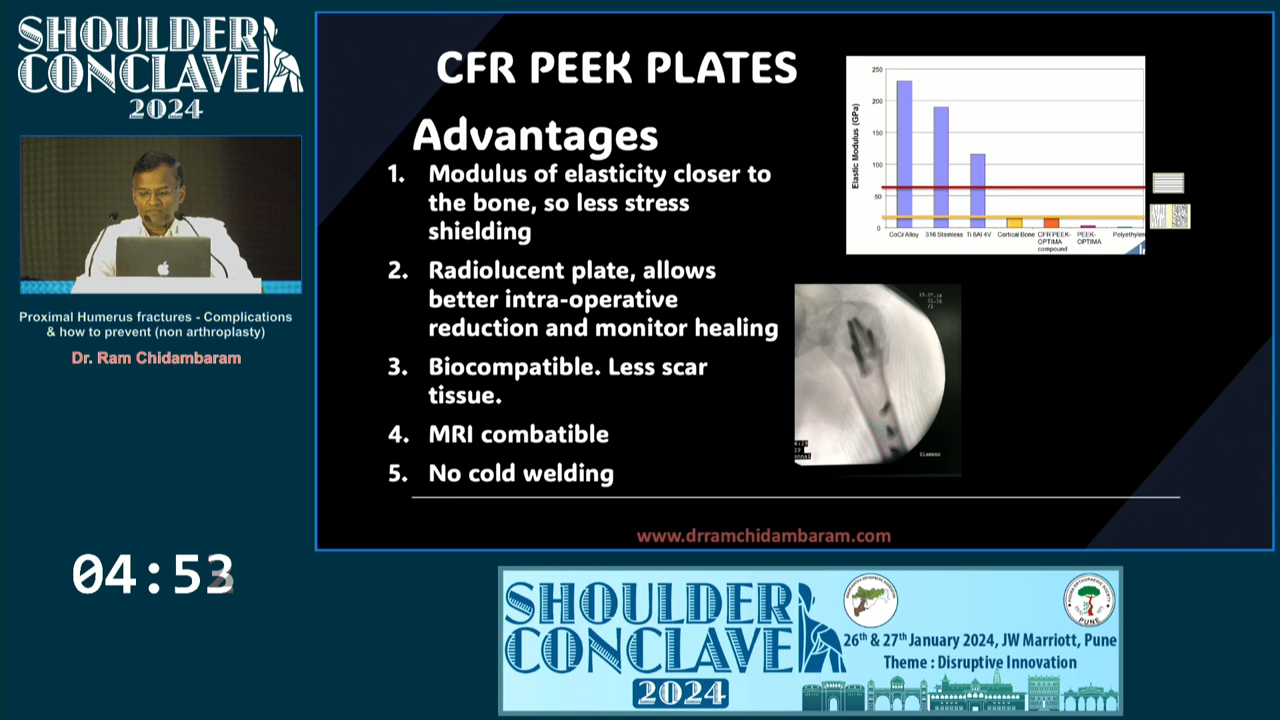 SHOULDER
CONCLAVE
2024
Proximal Humerus fractures - Complications
& how to prevent (non arthroplasty)
Dr. Ram Chidambaram
04:53
CFR PEEK PLATES
Advantages
1. Modulus of elasticity closer to
the bone, so less stress
shielding
2. Radiolucent plate, allows
better intra-operative
reduction and monitor healing
3. Biocompatible. Less scar
tissue.
4. MRI combatible
5. No cold welding
www.drramchidambaram.com
Elastic Modulus (GPa)
250
200
150
100
50
0
CoCr Alloy 316 Stainless Ti 6Al 4V Cortical Bone CFR PEEK- PEEK- Polyethylen
OPTIMA OPTIMA
compound
Siemens
SHOULDER
CONCLAVE
2024
PUNE
26th & 27th January 2024, JW Marriott, Pune
Theme : Disruptive Innovation